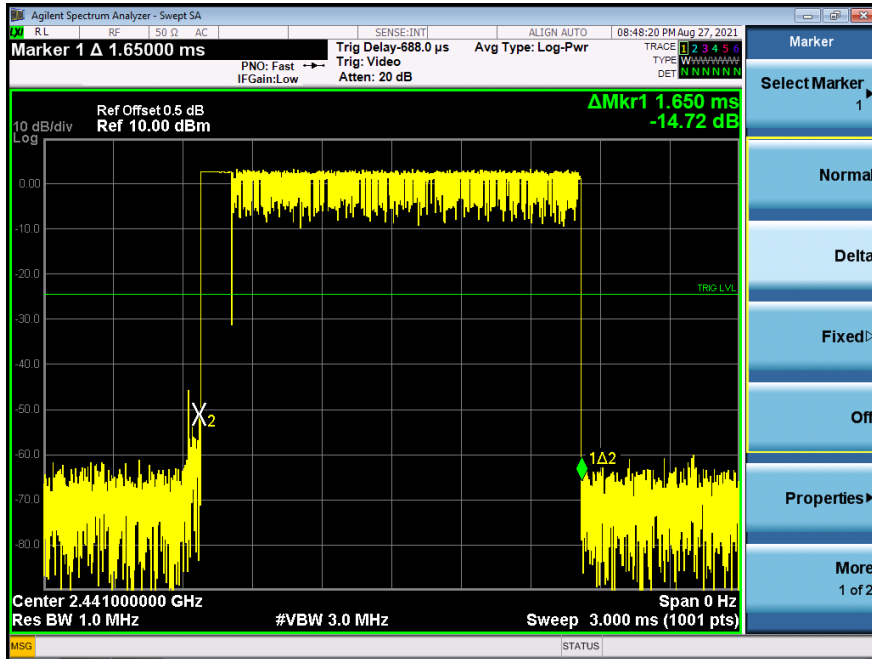 Agilent Spectrum Analyzer - Swept SA
LXI RL RF 50 Ω AC SENSE:INT ALIGN AUTO 08:48:20 PM Aug 27, 2021
Marker 1 Δ 1.65000 ms
PNO: Fast
IFGain:Low
Trig Delay-688.0 µs
Trig: Video
Atten: 20 dB
Avg Type: Log-Pwr
TRACE 1 2 3 4 5 6
TYPE WWWWWWW
DET N N N N N N
Ref Offset 0.5 dB
10 dB/div Ref 10.00 dBm
Log
ΔMkr1 1.650 ms
-14.72 dB
0.00
-10.0
-20.0
TRIG LVL
-30.0
-40.0
-50.0
2
-60.0
1Δ2
-70.0
-80.0
Center 2.441000000 GHz Span 0 Hz
Res BW 1.0 MHz #VBW 3.0 MHz Sweep 3.000 ms (1001 pts)
MSG STATUS
Marker
Select Marker
1
Normal
Delta
Fixed
Off
Properties
More
1 of 2